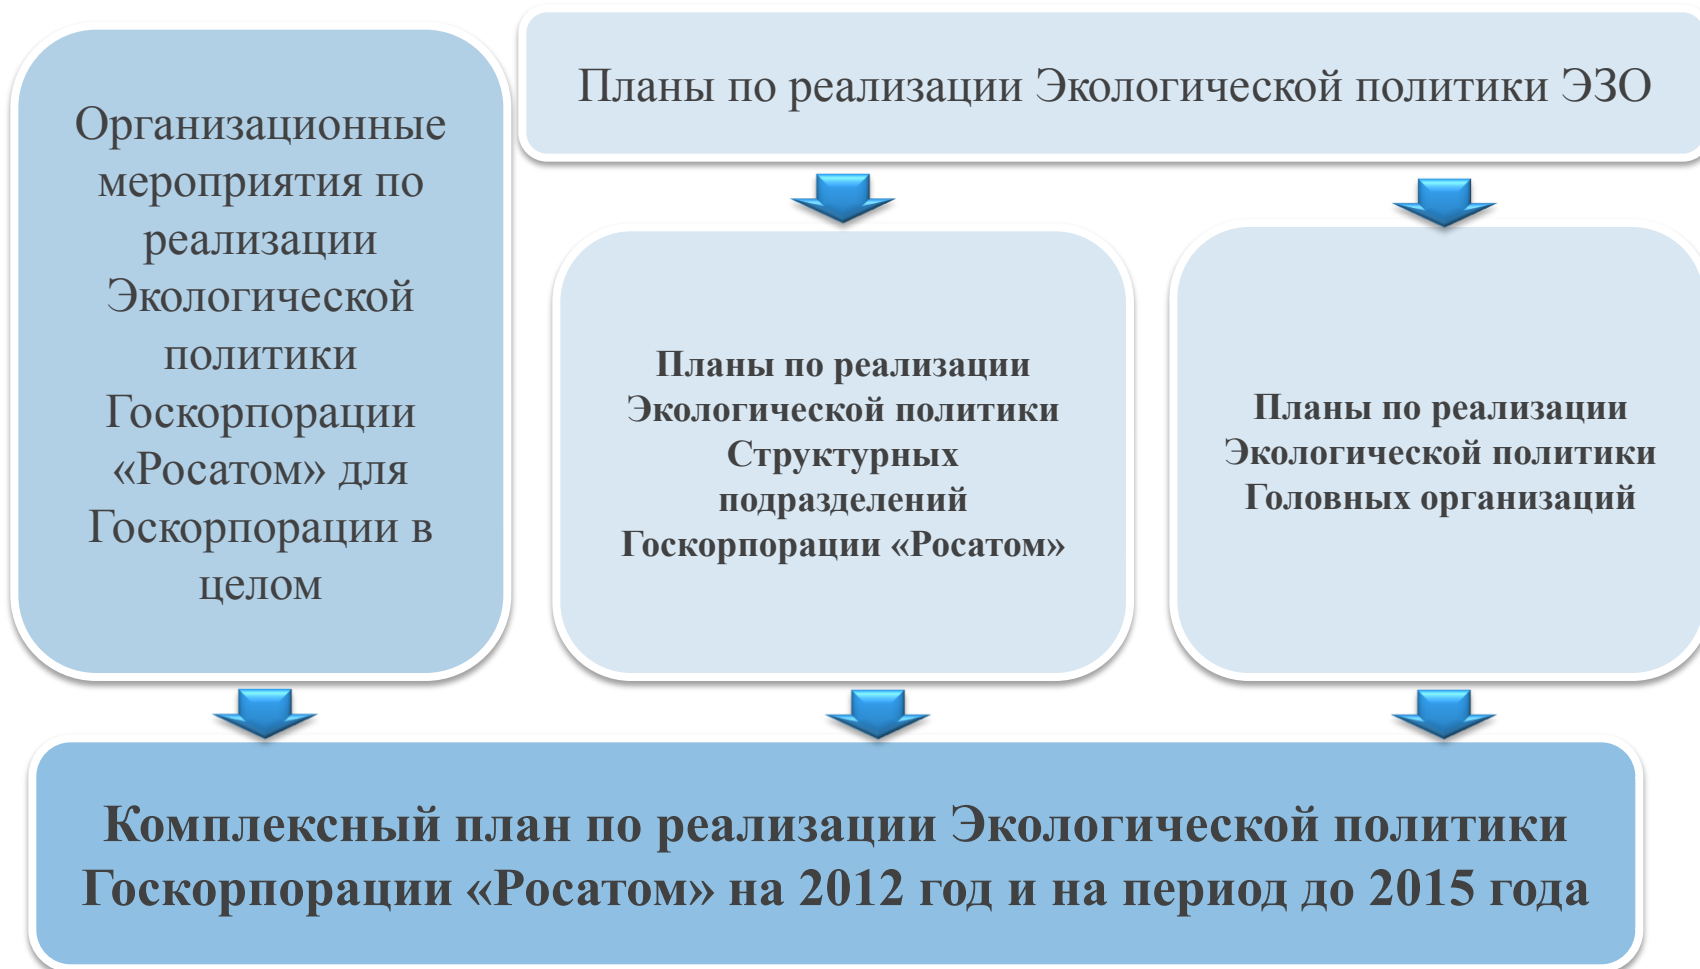 Организационные
мероприятия по
реализации
Экологической
политики
Госкорпорации
«Росатом» для
Госкорпорации в
целом
Планы по реализации Экологической политики ЭЗО
Планы по реализации
Экологической политики
Структурных
подразделений
Госкорпорации «Росатом»
Планы по реализации
Экологической политики
Головных организаций
Комплексный план по реализации Экологической политики
Госкорпорации «Росатом» на 2012 год и на период до 2015 года